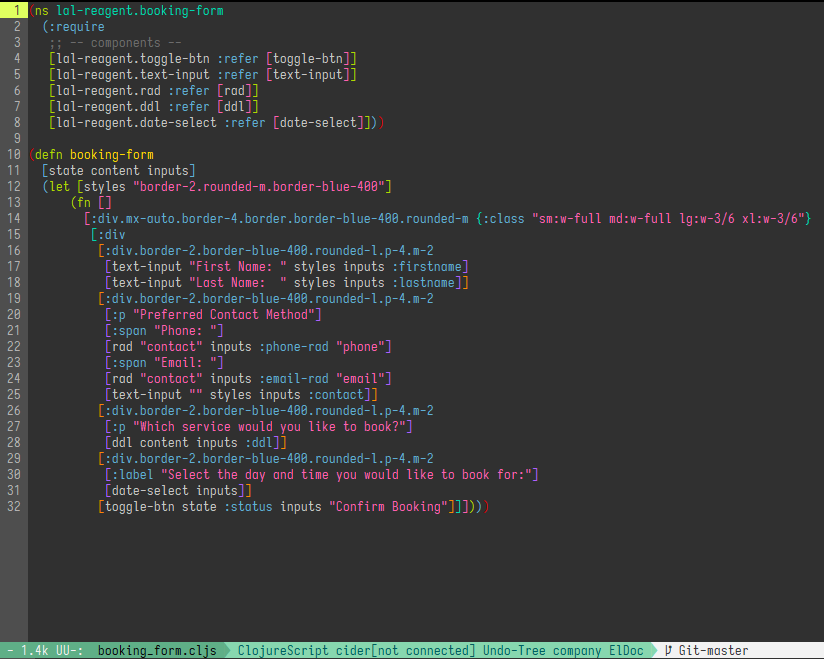 1 (ns lal-reagent.booking-form
2   (:require
3    ;; -- components --
4    [lal-reagent.toggle-btn :refer [toggle-btn]]
5    [lal-reagent.text-input :refer [text-input]]
6    [lal-reagent.rad :refer [rad]]
7    [lal-reagent.ddl :refer [ddl]]
8    [lal-reagent.date-select :refer [date-select]]))
9
10 (defn booking-form
11   [state content inputs]
12   (let [styles "border-2.rounded-m.border-blue-400"]
13       (fn []
14         [:div.mx-auto.border-4.border.border-blue-400.rounded-m {:class "sm:w-full md:w-full lg:w-3/6 xl:w-3/6"}
15          [:div
16           [:div.border-2.border-blue-400.rounded-l.p-4.m-2
17            [text-input "First Name: " styles inputs :firstname]
18            [text-input "Last Name:  " styles inputs :lastname]]
19           [:div.border-2.border-blue-400.rounded-l.p-4.m-2
20            [:p "Preferred Contact Method"]
21            [:span "Phone: "]
22            [rad "contact" inputs :phone-rad "phone"]
23            [:span "Email: "]
24            [rad "contact" inputs :email-rad "email"]
25            [text-input "" styles inputs :contact]]
26           [:div.border-2.border-blue-400.rounded-l.p-4.m-2
27            [:p "Which service would you like to book?"]
28            [ddl content inputs :ddl]]
29           [:div.border-2.border-blue-400.rounded-l.p-4.m-2
30            [:label "Select the day and time you would like to book for:"]
31            [date-select inputs]]
32           [toggle-btn state :status inputs "Confirm Booking"]]])))
- 1.4k UU-:  booking_form.cljs  ClojureScript cider[not connected] Undo-Tree company ElDoc  Git-master